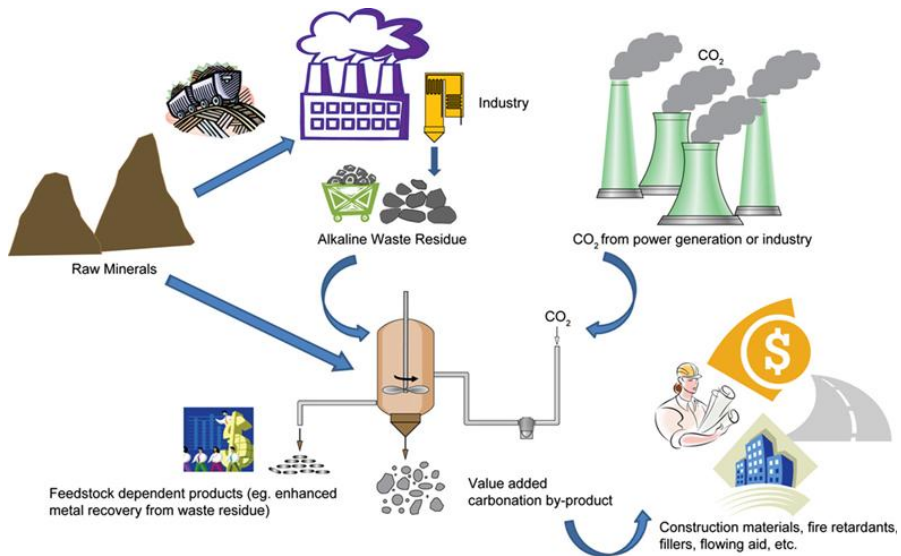 CO₂
Industry
Alkaline Waste Residue
CO₂ from power generation or industry
Raw Minerals
CO₂
$
Feedstock dependent products (eg. enhanced
metal recovery from waste residue)
Value added
carbonation by-product
Construction materials, fire retardants,
fillers, flowing aid, etc.